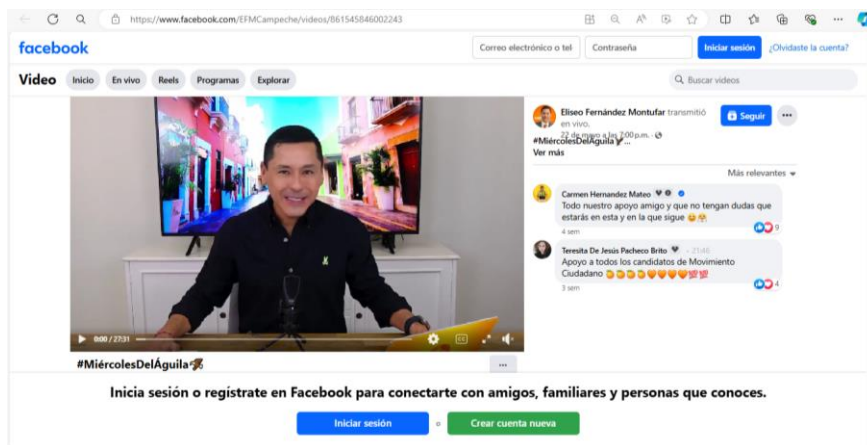 https://www.facebook.com/EFMCampeche/videos/861545846002243
facebook
Correo electrónico o tel
Contraseña
Iniciar sesión
¿Olvidaste la cuenta?
Video
Inicio
En vivo
Reels
Programas
Explorar
Buscar videos
Eliseo Fernández Montufar transmitió
en vivo.
22 de mayo a las 7:00 p.m. ·
#MiércolesDelÁguila...
Ver más
Seguir
Más relevantes
Carmen Hernandez Mateo
Todo nuestro apoyo amigo y que no tengan dudas que
estarás en esta y en la que sigue
4 sem
9
Teresita De Jesús Pacheco Brito · 21:48
Apoyo a todos los candidatos de Movimiento
Ciudadano 💯💯
3 sem
4
0:00 / 27:31
#MiércolesDelÁguila
Inicia sesión o regístrate en Facebook para conectarte con amigos, familiares y personas que conoces.
Iniciar sesión
o
Crear cuenta nueva